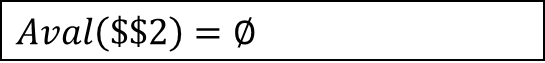 Aval($$2) = ∅